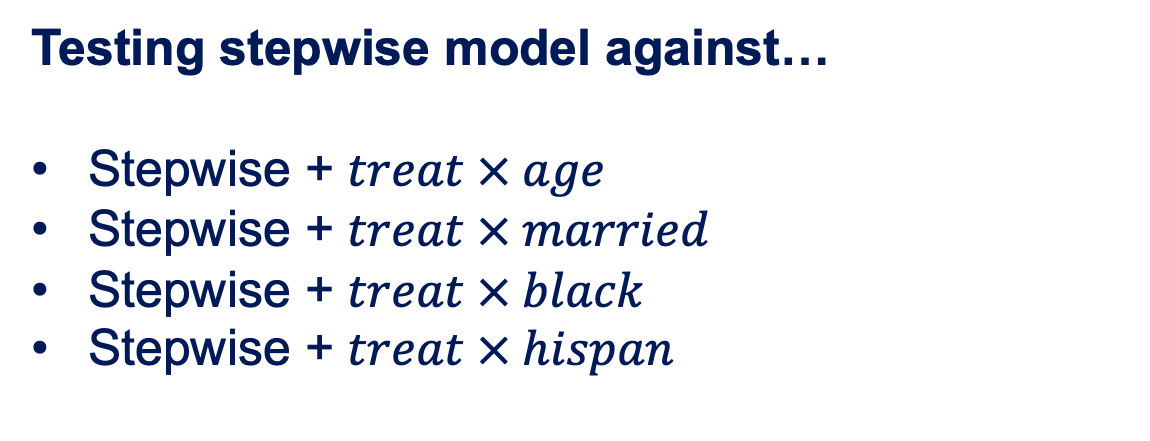 Testing stepwise model against…
• Stepwise + treat × age
• Stepwise + treat × married
• Stepwise + treat × black
• Stepwise + treat × hispan